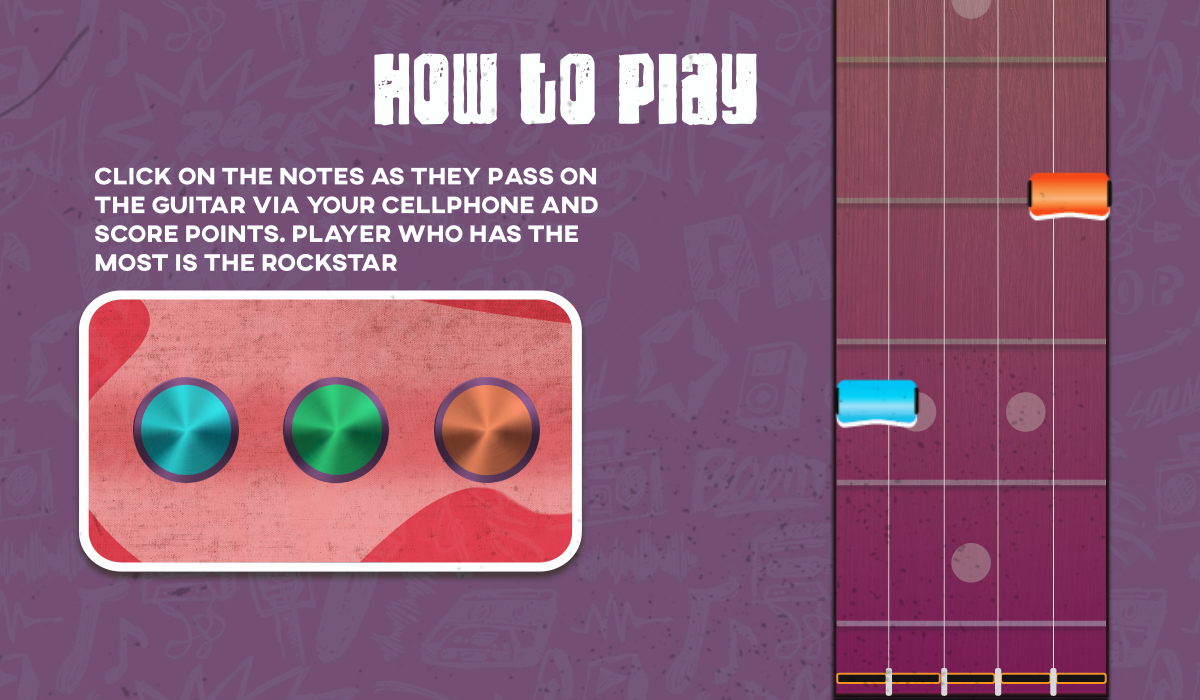 How to Play
CLICK ON THE NOTES AS THEY PASS ON
THE GUITAR VIA YOUR CELLPHONE AND
SCORE POINTS. PLAYER WHO HAS THE
MOST IS THE ROCKSTAR
BOOM